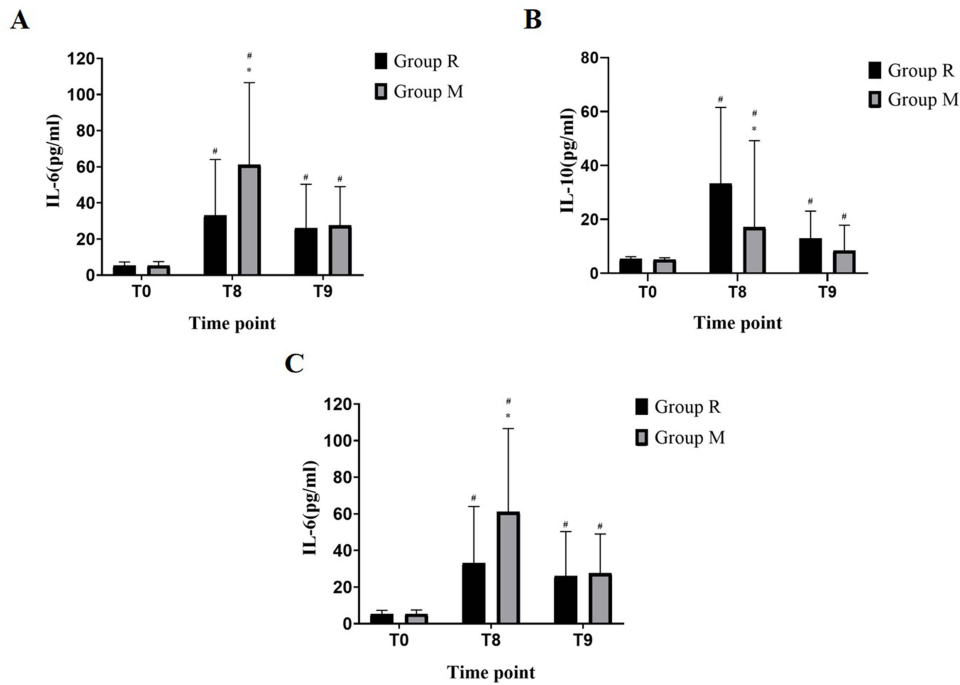 A
120
100
80
60
40
20
0
IL-6(pg/ml)
#
#
*
#
#
T0 T8 T9
Time point
Group R
Group M
B
80
60
40
20
0
IL-10(pg/ml)
#
#
*
#
#
T0 T8 T9
Time point
Group R
Group M
C
120
100
80
60
40
20
0
IL-6(pg/ml)
#
#
*
#
#
T0 T8 T9
Time point
Group R
Group M